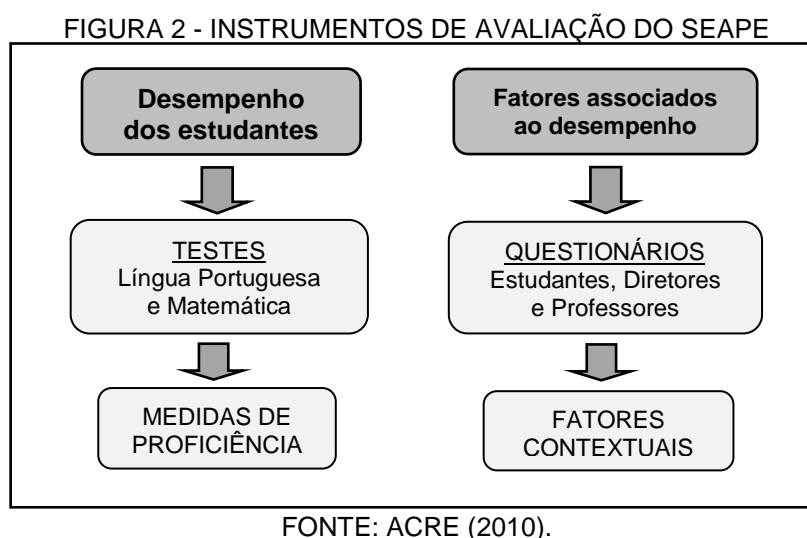 FIGURA 2 - INSTRUMENTOS DE AVALIAÇÃO DO SEAPE
Desempenho
dos estudantes
TESTES
Língua Portuguesa
e Matemática
MEDIDAS DE
PROFICIÊNCIA
Fatores associados
ao desempenho
QUESTIONÁRIOS
Estudantes, Diretores
e Professores
FATORES
CONTEXTUAIS
FONTE: ACRE (2010).